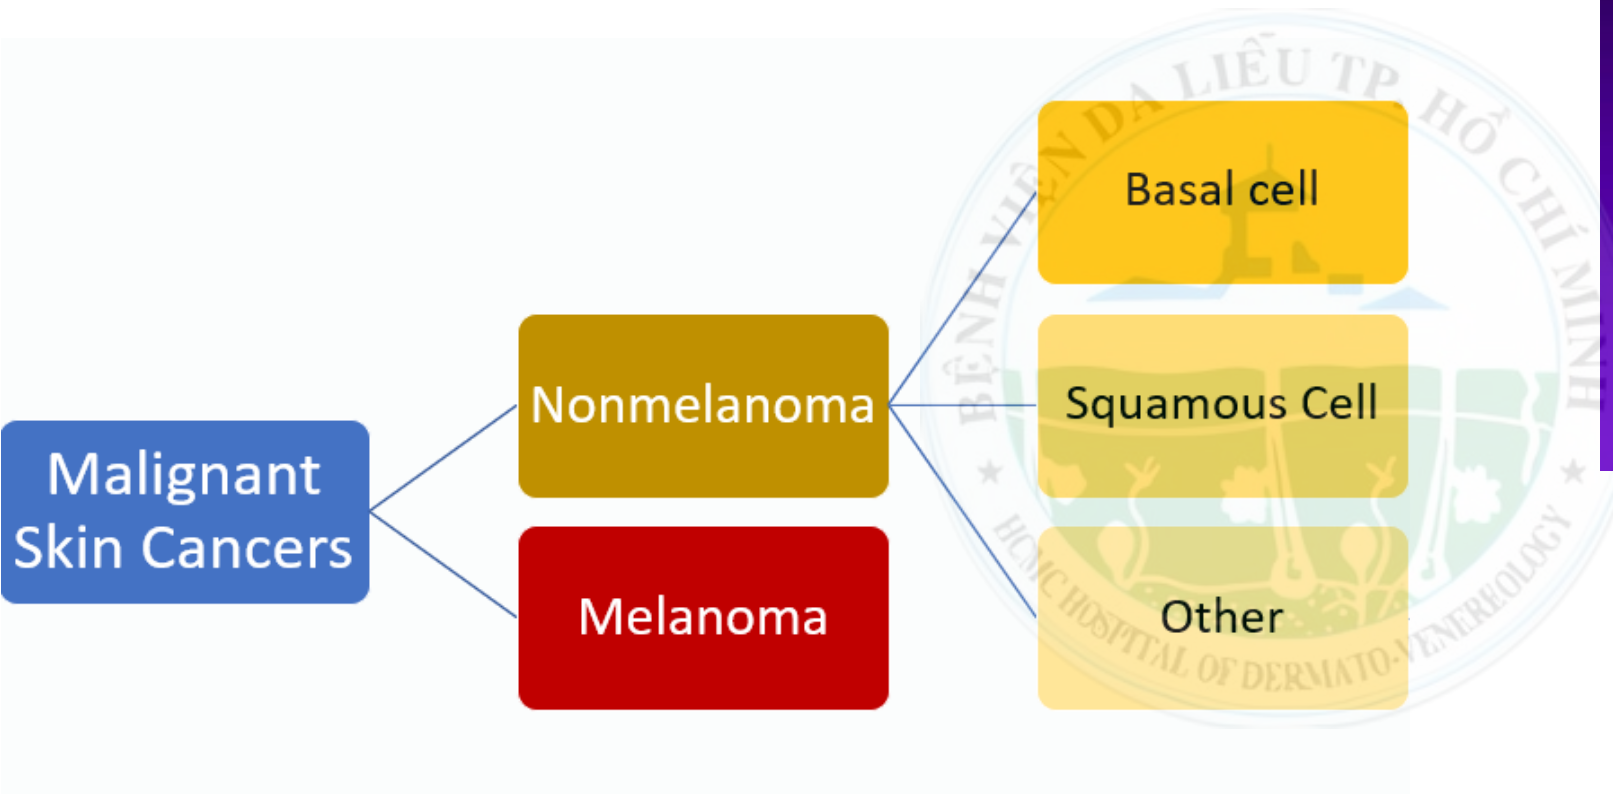 Malignant
Skin Cancers
Nonmelanoma
Melanoma
Basal cell
Squamous Cell
Other
BỆNH VIỆN DA LIỄU TP. HỒ CHÍ MINH
HCMC HOSPITAL OF DERMATO-VENEREOLOGY